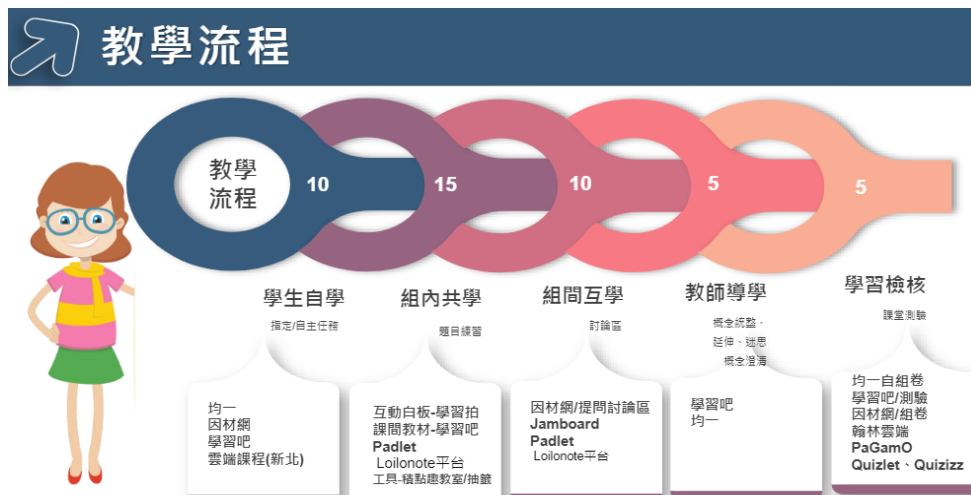 教學流程
教學
流程
10
15
10
5
5
學生自學
指定/自主任務
組內共學
題目練習
組間互學
討論區
教師導學
概念統整、
延伸、迷思
概念澄清
學習檢核
課堂測驗
均一
因材網
學習吧
雲端課程(新北)
互動白板-學習拍
課間教材-學習吧
Padlet
Loilonote平台
工具-積點趣教室/抽籤
因材網/提問討論區
Jamboard
Padlet
Loilonote平台
學習吧
均一
均一自組卷
學習吧/測驗
因材網/組卷
翰林雲端
PaGamO
Quizlet、Quizizz